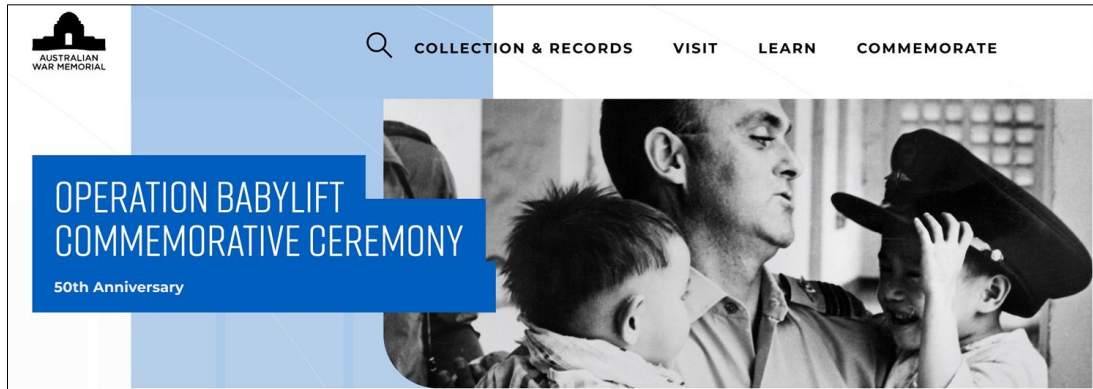 AUSTRALIAN
WAR MEMORIAL
COLLECTION & RECORDS VISIT LEARN COMMEMORATE
OPERATION BABYLIFT
COMMEMORATIVE CEREMONY
50th Anniversary